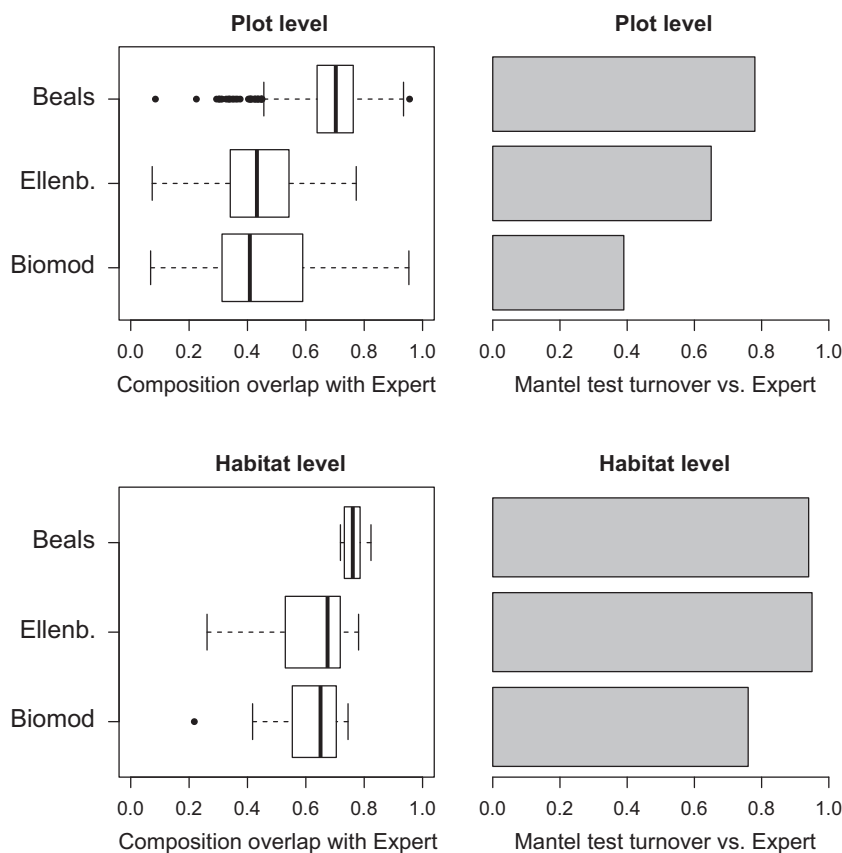 Plot level
Plot level
Beals
Ellenb.
Biomod
0.0 0.2 0.4 0.6 0.8 1.0
0.0 0.2 0.4 0.6 0.8 1.0
Composition overlap with Expert
Mantel test turnover vs. Expert
Habitat level
Habitat level
Beals
Ellenb.
Biomod
0.0 0.2 0.4 0.6 0.8 1.0
0.0 0.2 0.4 0.6 0.8 1.0
Composition overlap with Expert
Mantel test turnover vs. Expert